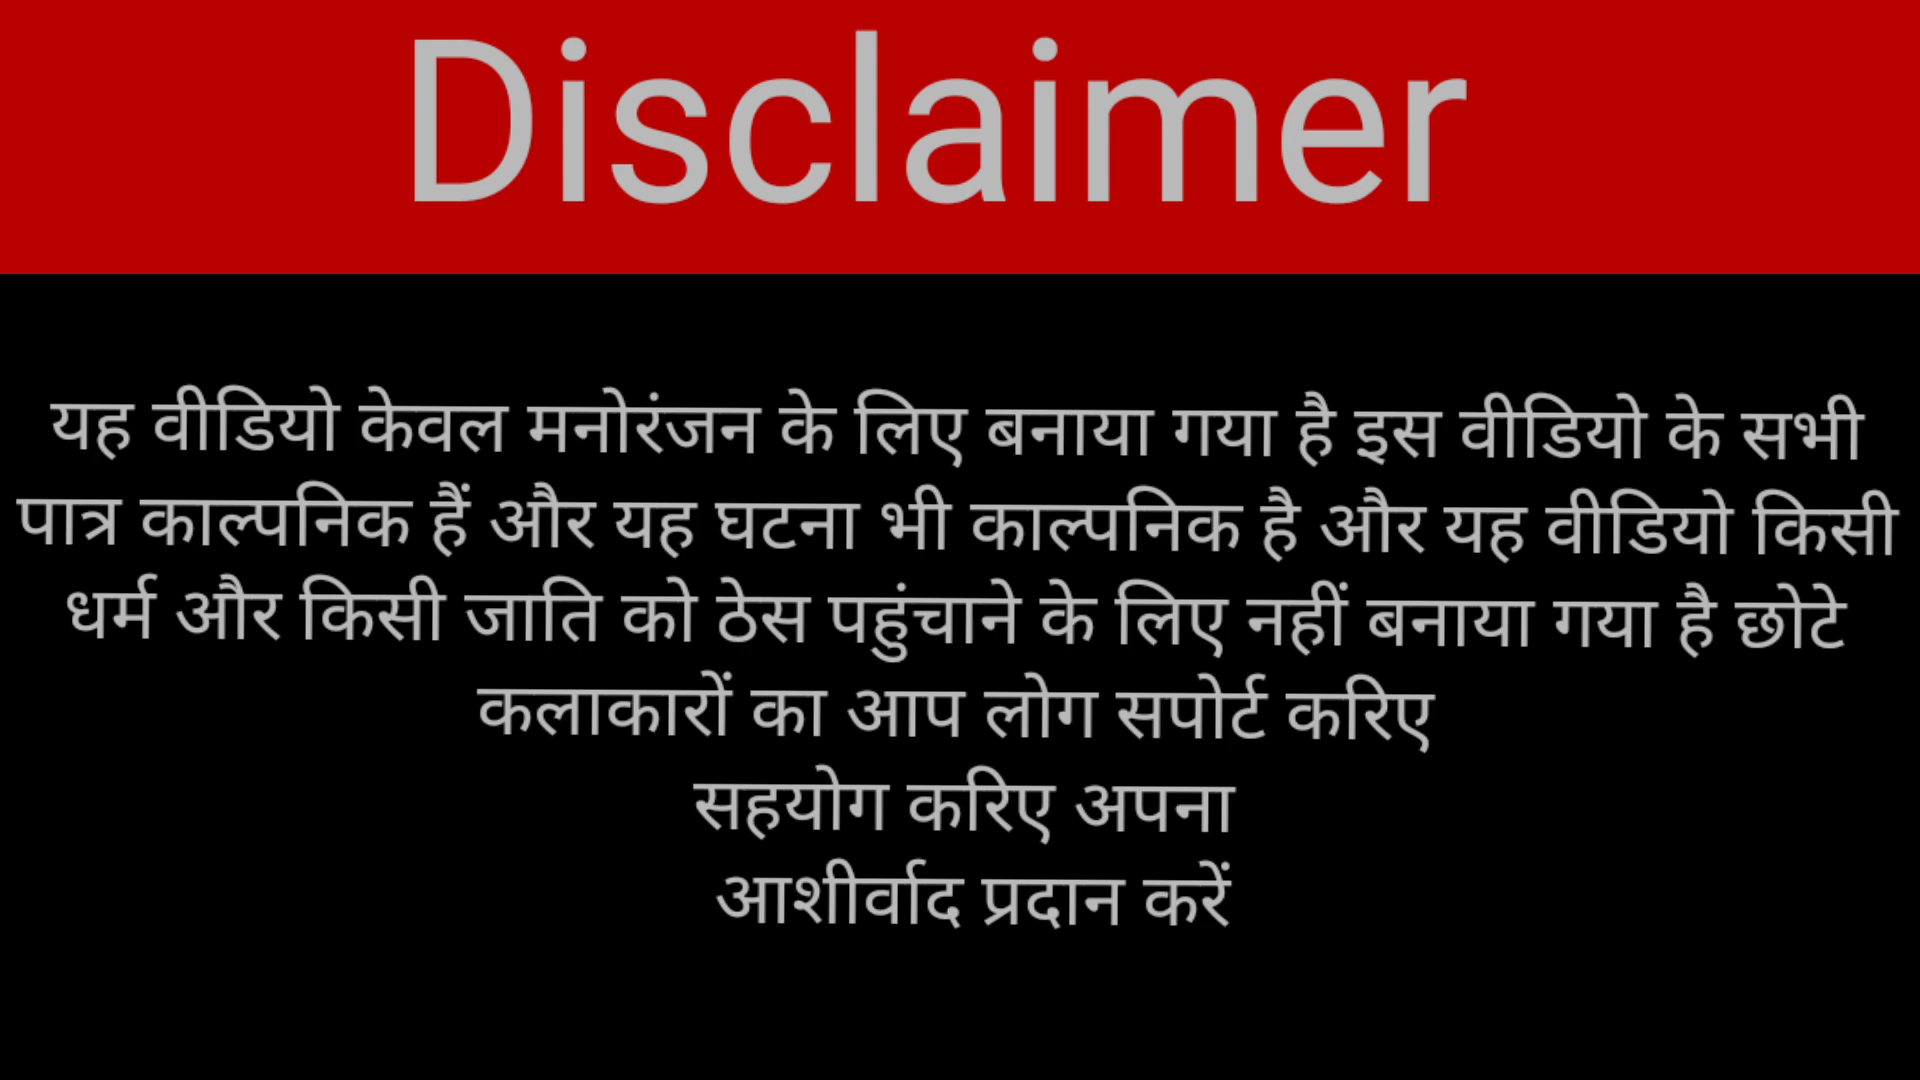 Disclaimer
यह वीडियो केवल मनोरंजन के लिए बनाया गया है इस वीडियो के सभी
पात्र काल्पनिक हैं और यह घटना भी काल्पनिक है और यह वीडियो किसी
धर्म और किसी जाति को ठेस पहुंचाने के लिए नहीं बनाया गया है छोटे
कलाकारों का आप लोग सपोर्ट करिए
सहयोग करिए अपना
आशीर्वाद प्रदान करें